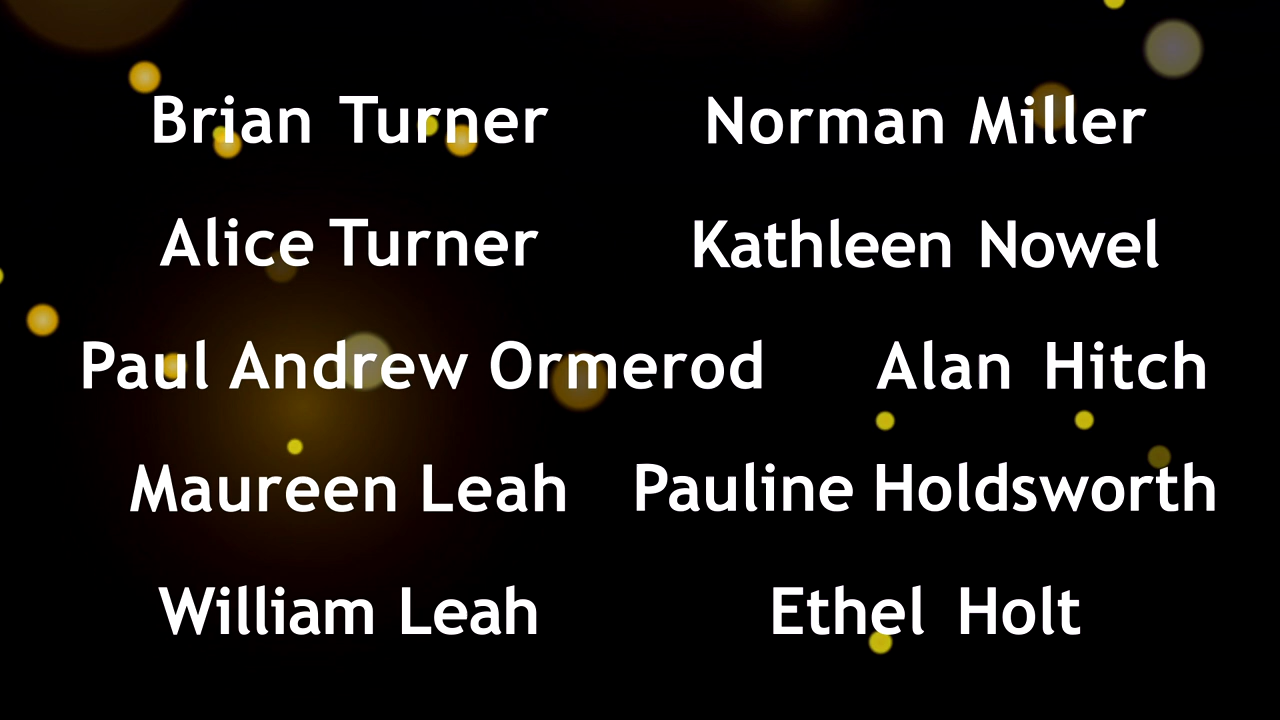 Brian Turner Norman Miller
Alice Turner Kathleen Nowel
Paul Andrew Ormerod Alan Hitch
Maureen Leah Pauline Holdsworth
William Leah Ethel Holt